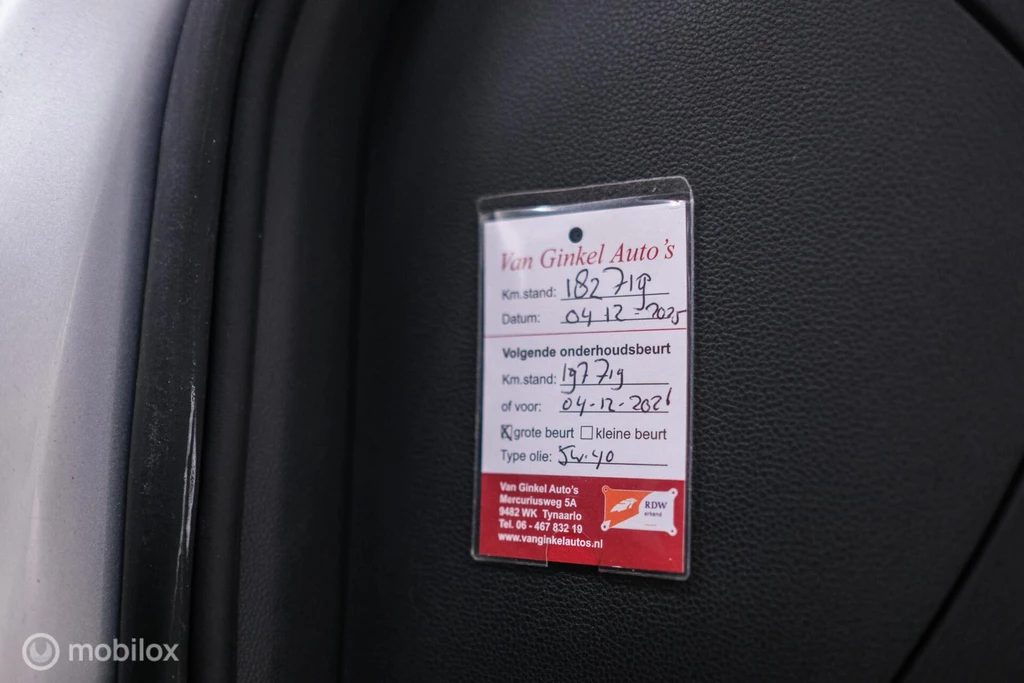 Van Ginkel Auto's
Km.stand: 182719
Datum: 04-12-2025
Volgende onderhoudsbeurt
Km.stand: 197719
of voor: 04-12-2026
grote beurt kleine beurt
Type olie: 5w-40
Van Ginkel Auto's
Mercuriusweg 5A
9482 WK Tynaarlo
Tel. 06 - 467 832 19
www.vanginkelautos.nl
RDW
erkend
mobilox